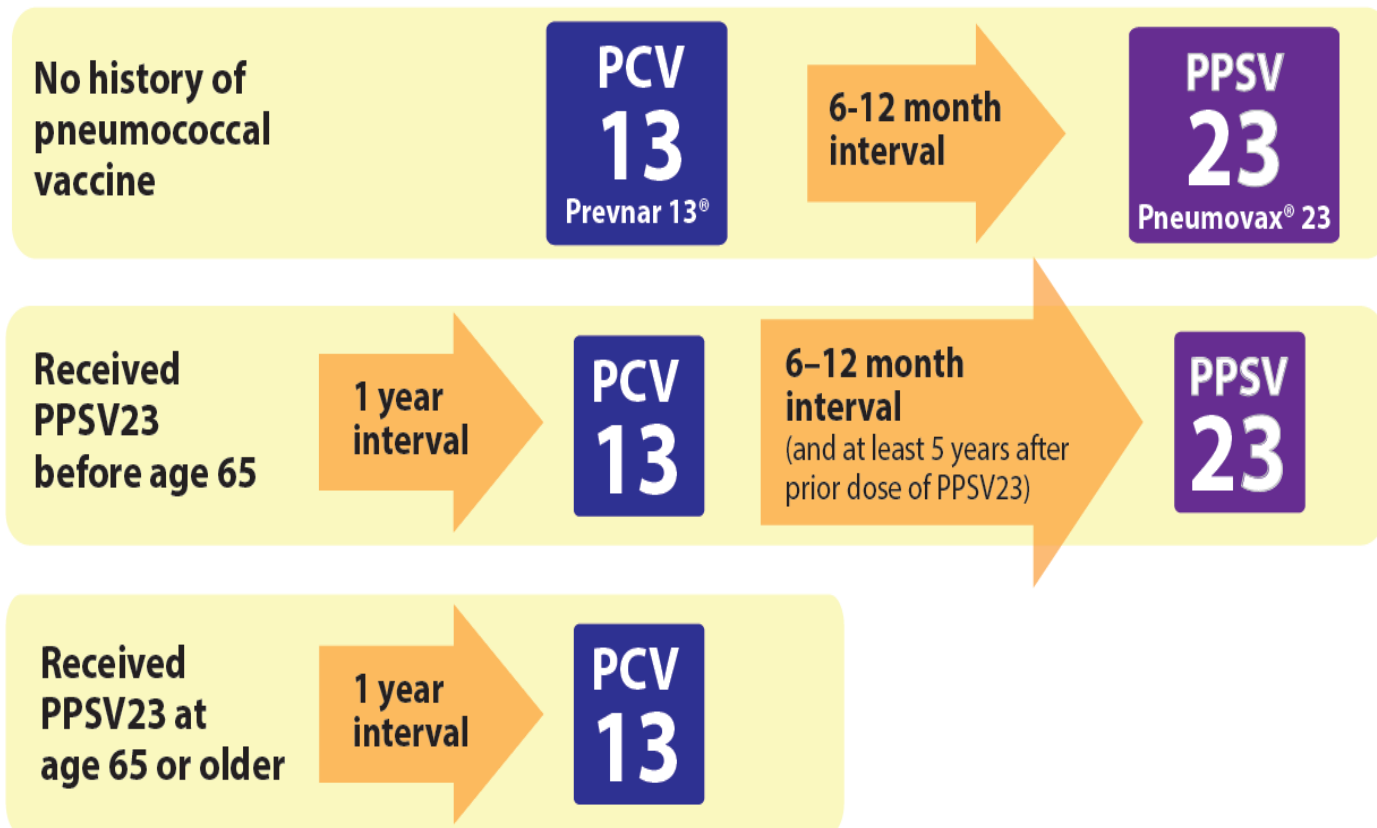 No history of
pneumococcal
vaccine
PCV
13
Prevnar 13®
6-12 month
interval
PPSV
23
Pneumovax® 23
Received
PPSV23
before age 65
1 year
interval
PCV
13
6–12 month
interval
(and at least 5 years after
prior dose of PPSV23)
PPSV
23
Received
PPSV23 at
age 65 or older
1 year
interval
PCV
13